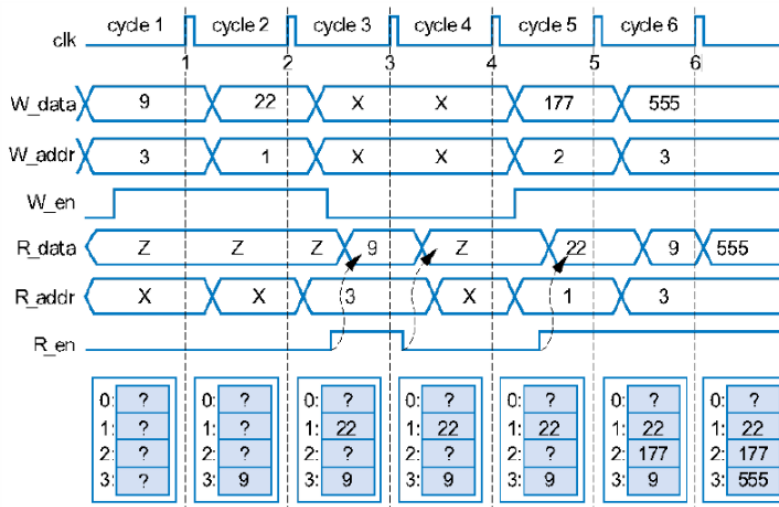 clk cycle 1 cycle 2 cycle 3 cycle 4 cycle 5 cycle 6
1 2 3 4 5 6
W_data 9 22 X X 177 555
W_addr 3 1 X X 2 3
W_en
R_data Z Z Z 9 Z 22 9 555
R_addr X X 3 X 1 3
R_en
0: ? 0: ? 0: ? 0: ? 0: ? 0: ? 0: ?
1: ? 1: ? 1: 22 1: 22 1: 22 1: 22 1: 22
2: ? 2: ? 2: ? 2: ? 2: ? 2: 177 2: 177
3: ? 3: 9 3: 9 3: 9 3: 9 3: 9 3: 555